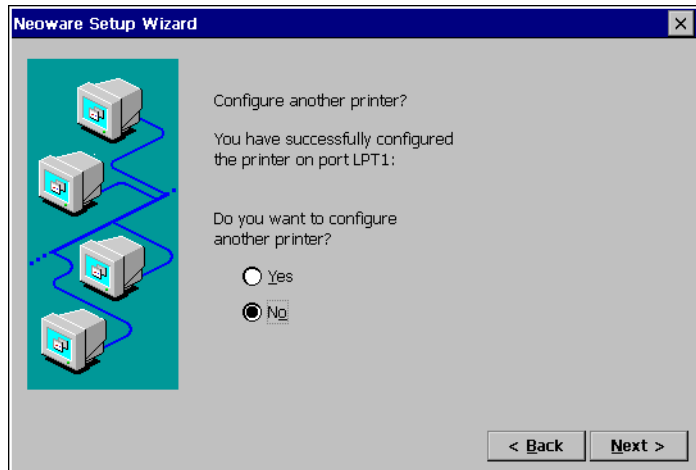 Neoware Setup Wizard
Configure another printer?
You have successfully configured
the printer on port LPT1:
Do you want to configure
another printer?
Yes
No
< Back Next >